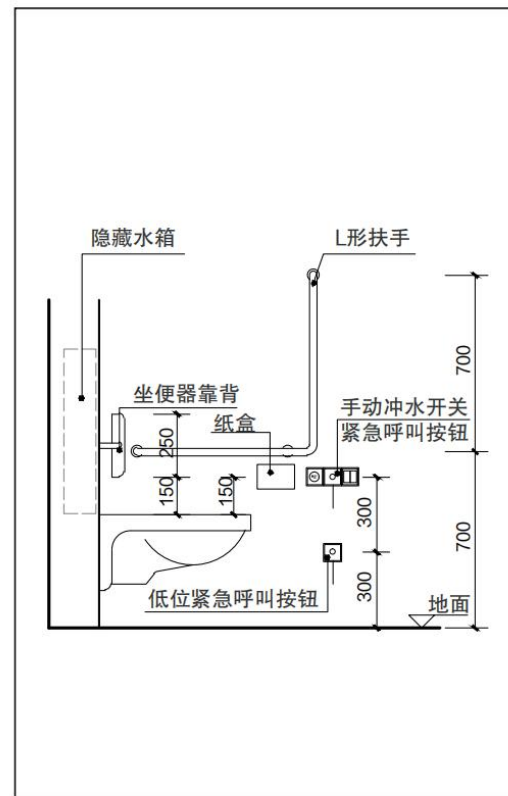 隐藏水箱
L形扶手
坐便器靠背
纸盒
手动冲水开关
紧急呼叫按钮
250
150
150
700
700
300
300
低位紧急呼叫按钮
地面